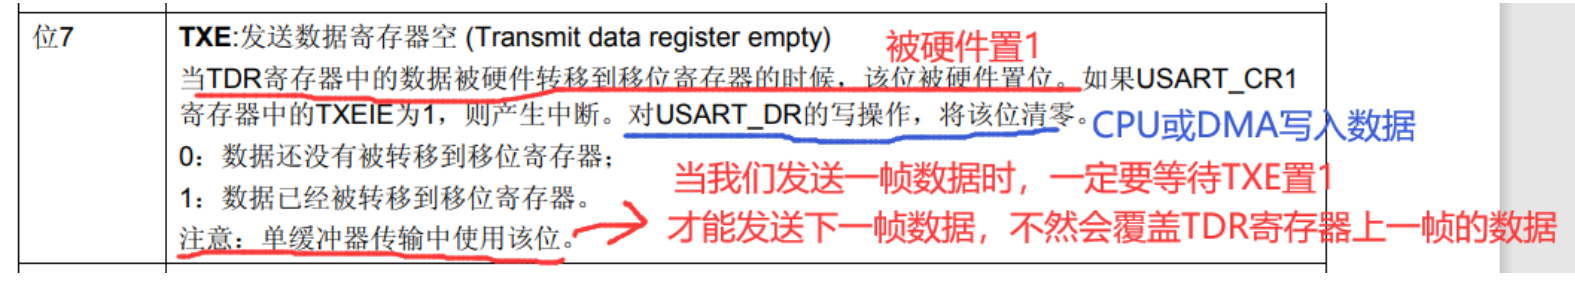 位7
TXE:发送数据寄存器空 (Transmit data register empty)
被硬件置1
当TDR寄存器中的数据被硬件转移到移位寄存器的时候，该位被硬件置位。如果USART_CR1
寄存器中的TXEIE为1，则产生中断。对USART_DR的写操作，将该位清零。
CPU或DMA写入数据
0：数据还没有被转移到移位寄存器；
1：数据已经被转移到移位寄存器。
当我们发送一帧数据时，一定要等待TXE置1
注意：单缓冲器传输中使用该位。
才能发送下一帧数据，不然会覆盖TDR寄存器上一帧的数据